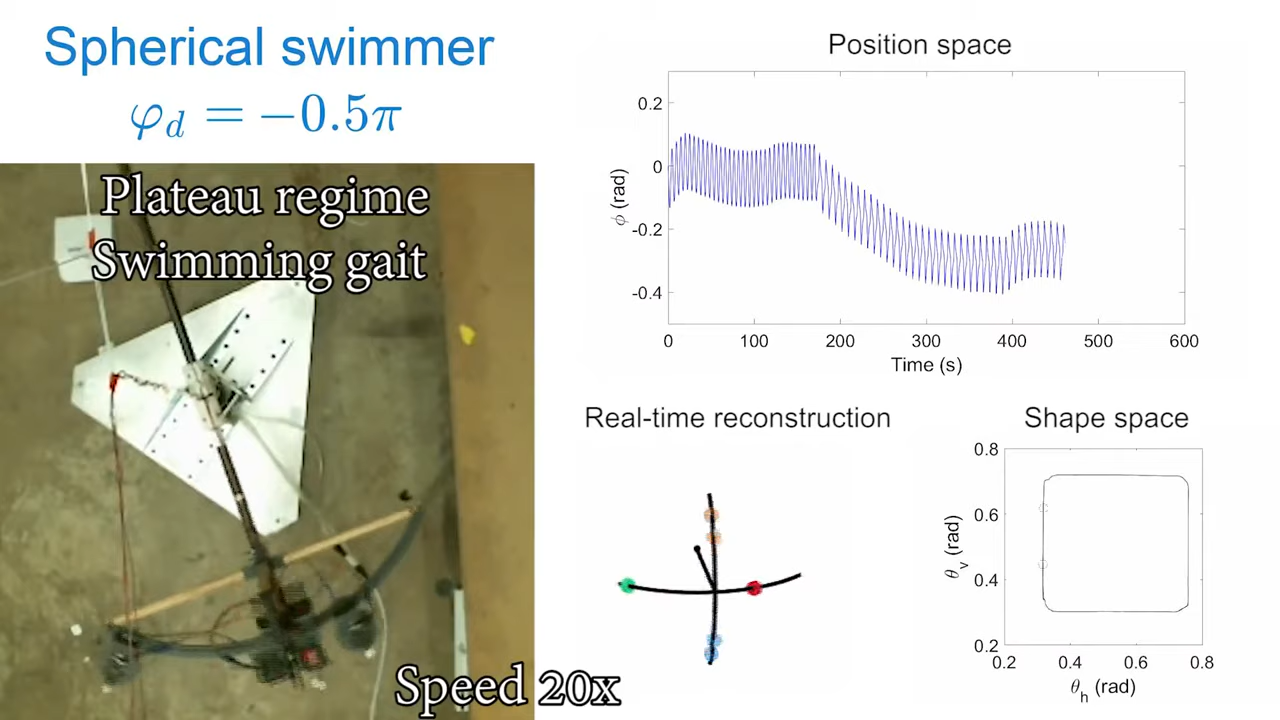 Spherical swimmer
φ_d = −0.5π
Plateau regime
Swimming gait
Speed 20x
Position space
0.2
0
-0.2
-0.4
ϕ (rad)
0 100 200 300 400 500 600
Time (s)
Real-time reconstruction
Shape space
0.8
0.6
0.4
0.2
θ_v (rad)
0.2 0.4 0.6 0.8
θ_h (rad)